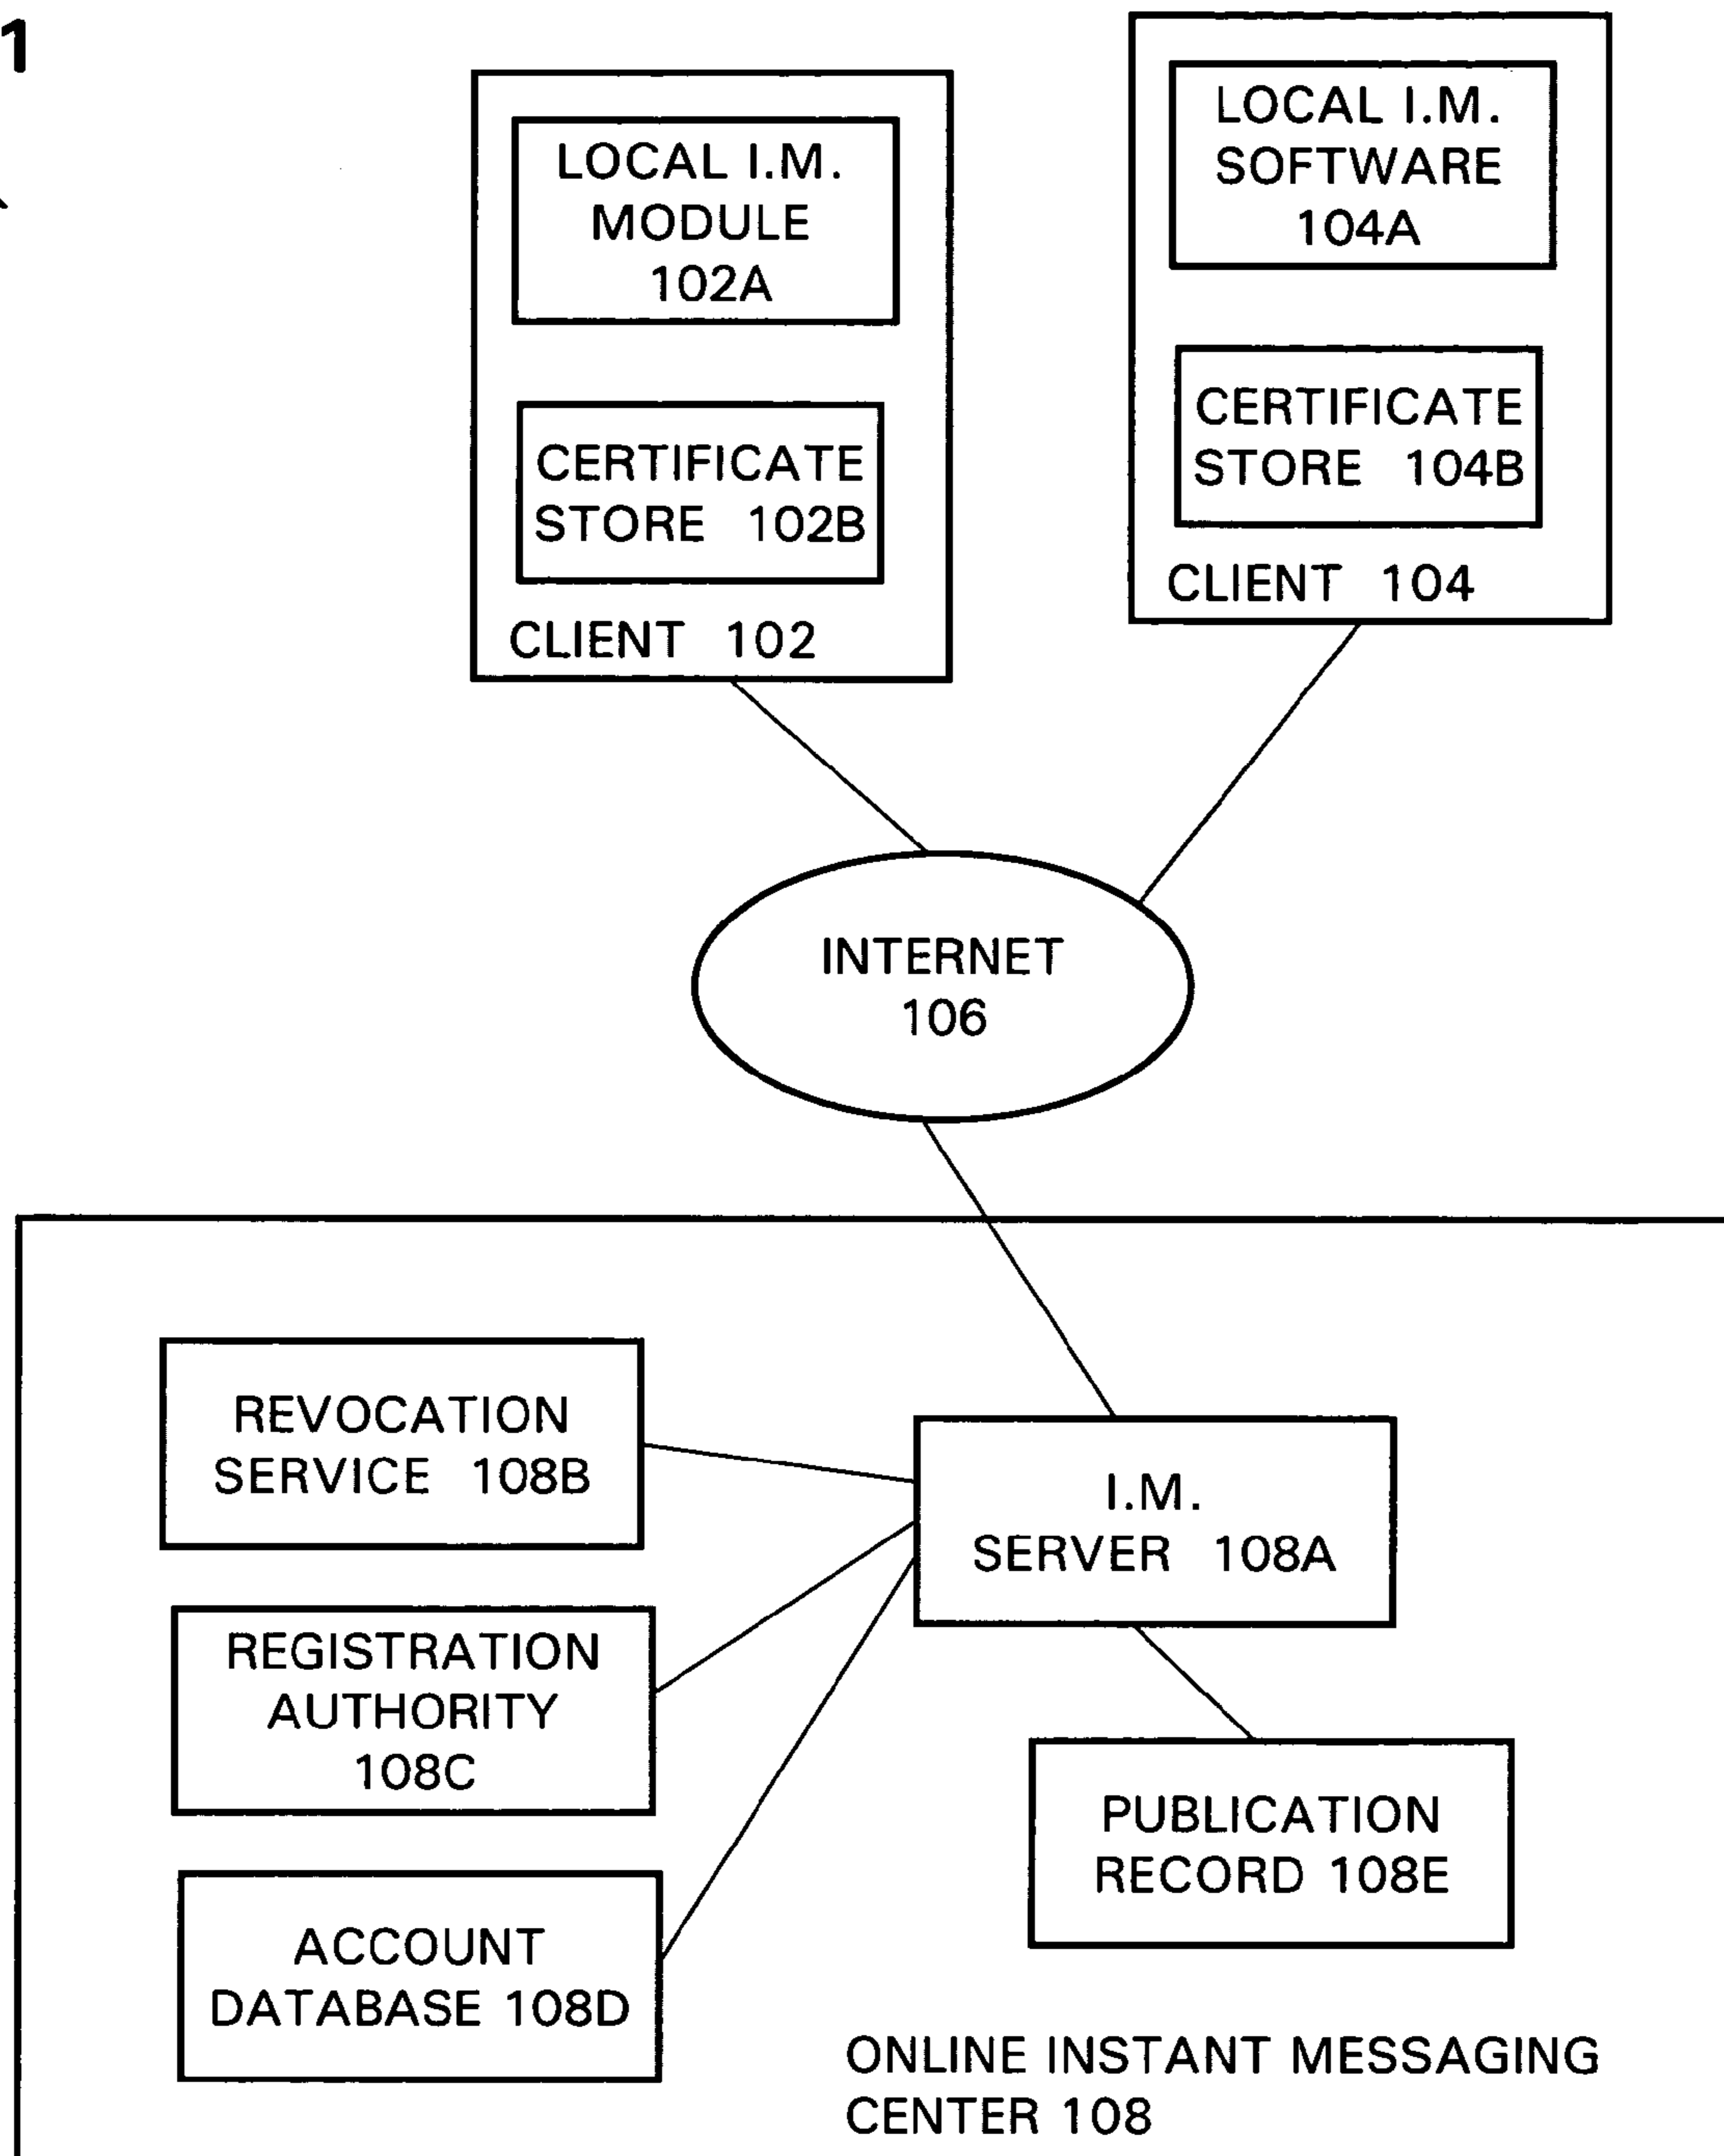 1
LOCAL I.M.
MODULE
102A
CERTIFICATE
STORE 102B
CLIENT 102
LOCAL I.M.
SOFTWARE
104A
CERTIFICATE
STORE 104B
CLIENT 104
INTERNET
106
REVOCATION
SERVICE 108B
I.M.
SERVER 108A
REGISTRATION
AUTHORITY
108C
PUBLICATION
RECORD 108E
ACCOUNT
DATABASE 108D
ONLINE INSTANT MESSAGING
CENTER 108